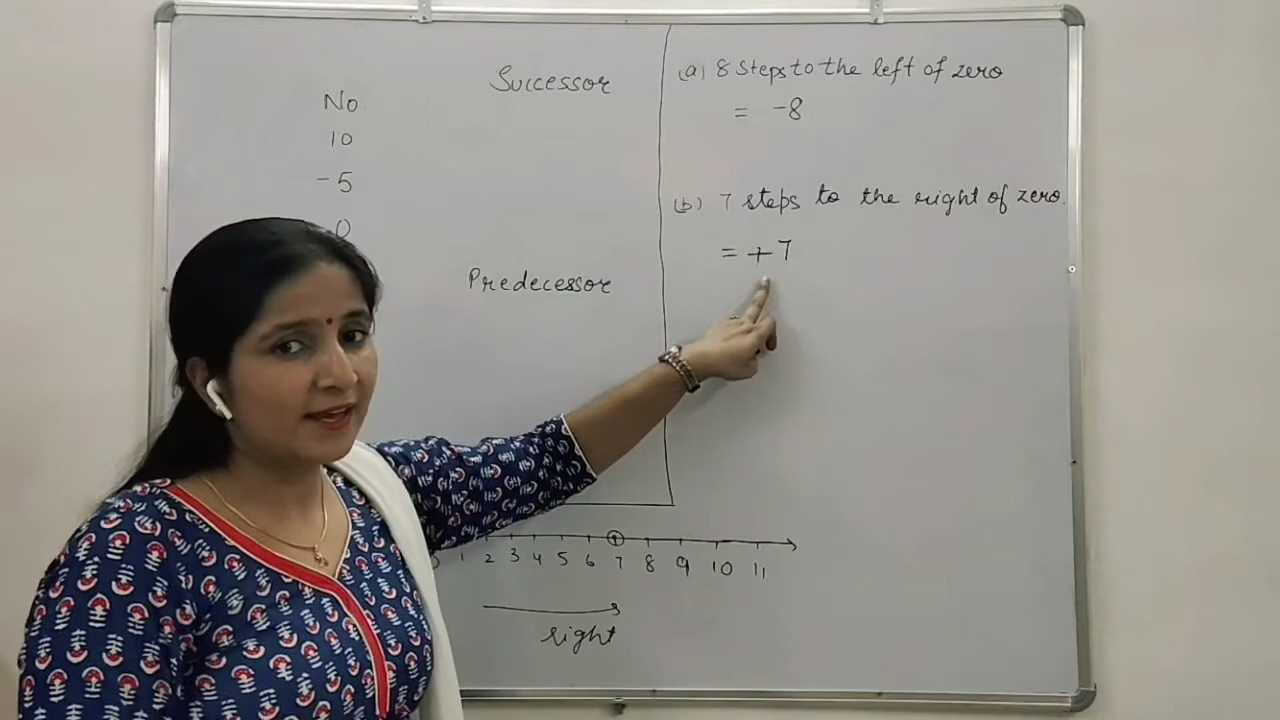 No.
10
-5
0
Successor
Predecessor
(a) 8 Steps to the left of zero
= -8
(b) 7 steps to the right of zero.
= +7
1 2 3 4 5 6 7 8 9 10 11
right